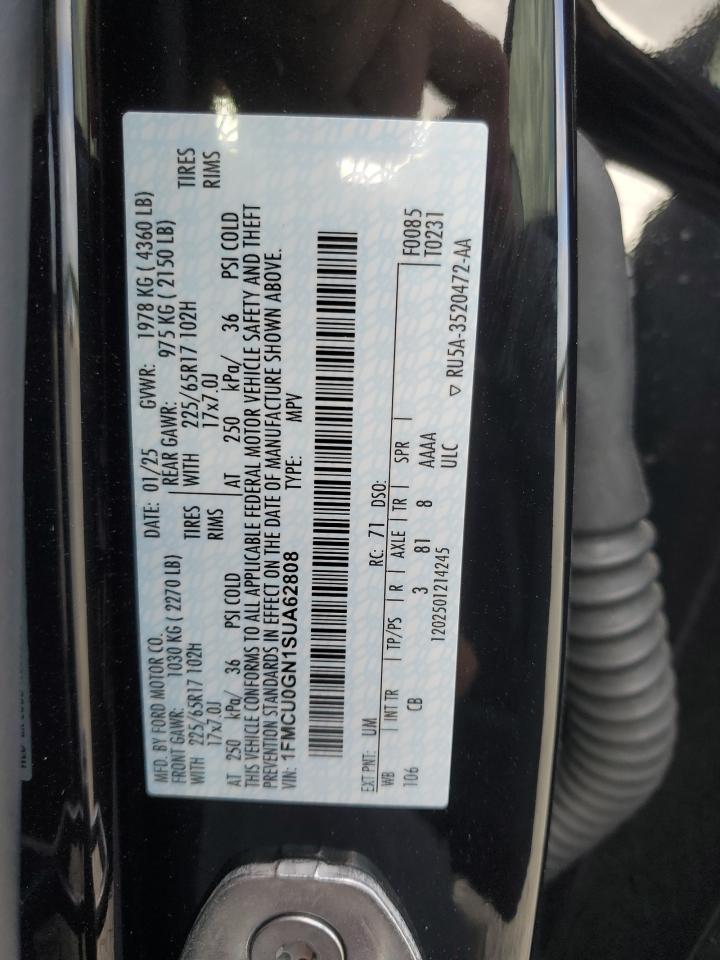 MFD. BY FORD MOTOR CO.
DATE: 01/25 GVWR: 1978 KG ( 4360 LB)
FRONT GAWR: 1030 KG ( 2270 LB)
REAR GAWR: 975 KG ( 2150 LB)
WITH 225/65R17 102H TIRES
WITH 225/65R17 102H TIRES
17x7.0J RIMS
17x7.0J RIMS
AT 250 kPa/ 36 PSI COLD
AT 250 kPa/ 36 PSI COLD
THIS VEHICLE CONFORMS TO ALL APPLICABLE FEDERAL MOTOR VEHICLE SAFETY AND THEFT
PREVENTION STANDARDS IN EFFECT ON THE DATE OF MANUFACTURE SHOWN ABOVE.
VIN: 1FMCU0GN1SUA62808 TYPE: MPV
EXT PNT: UM RC: 71 DSO: F0085
WB INT TR TP/PS R AXLE TR SPR T0231
106 CB 3 81 8 AAAA
1202501214245 ULC
▽ RU5A-3520472-AA